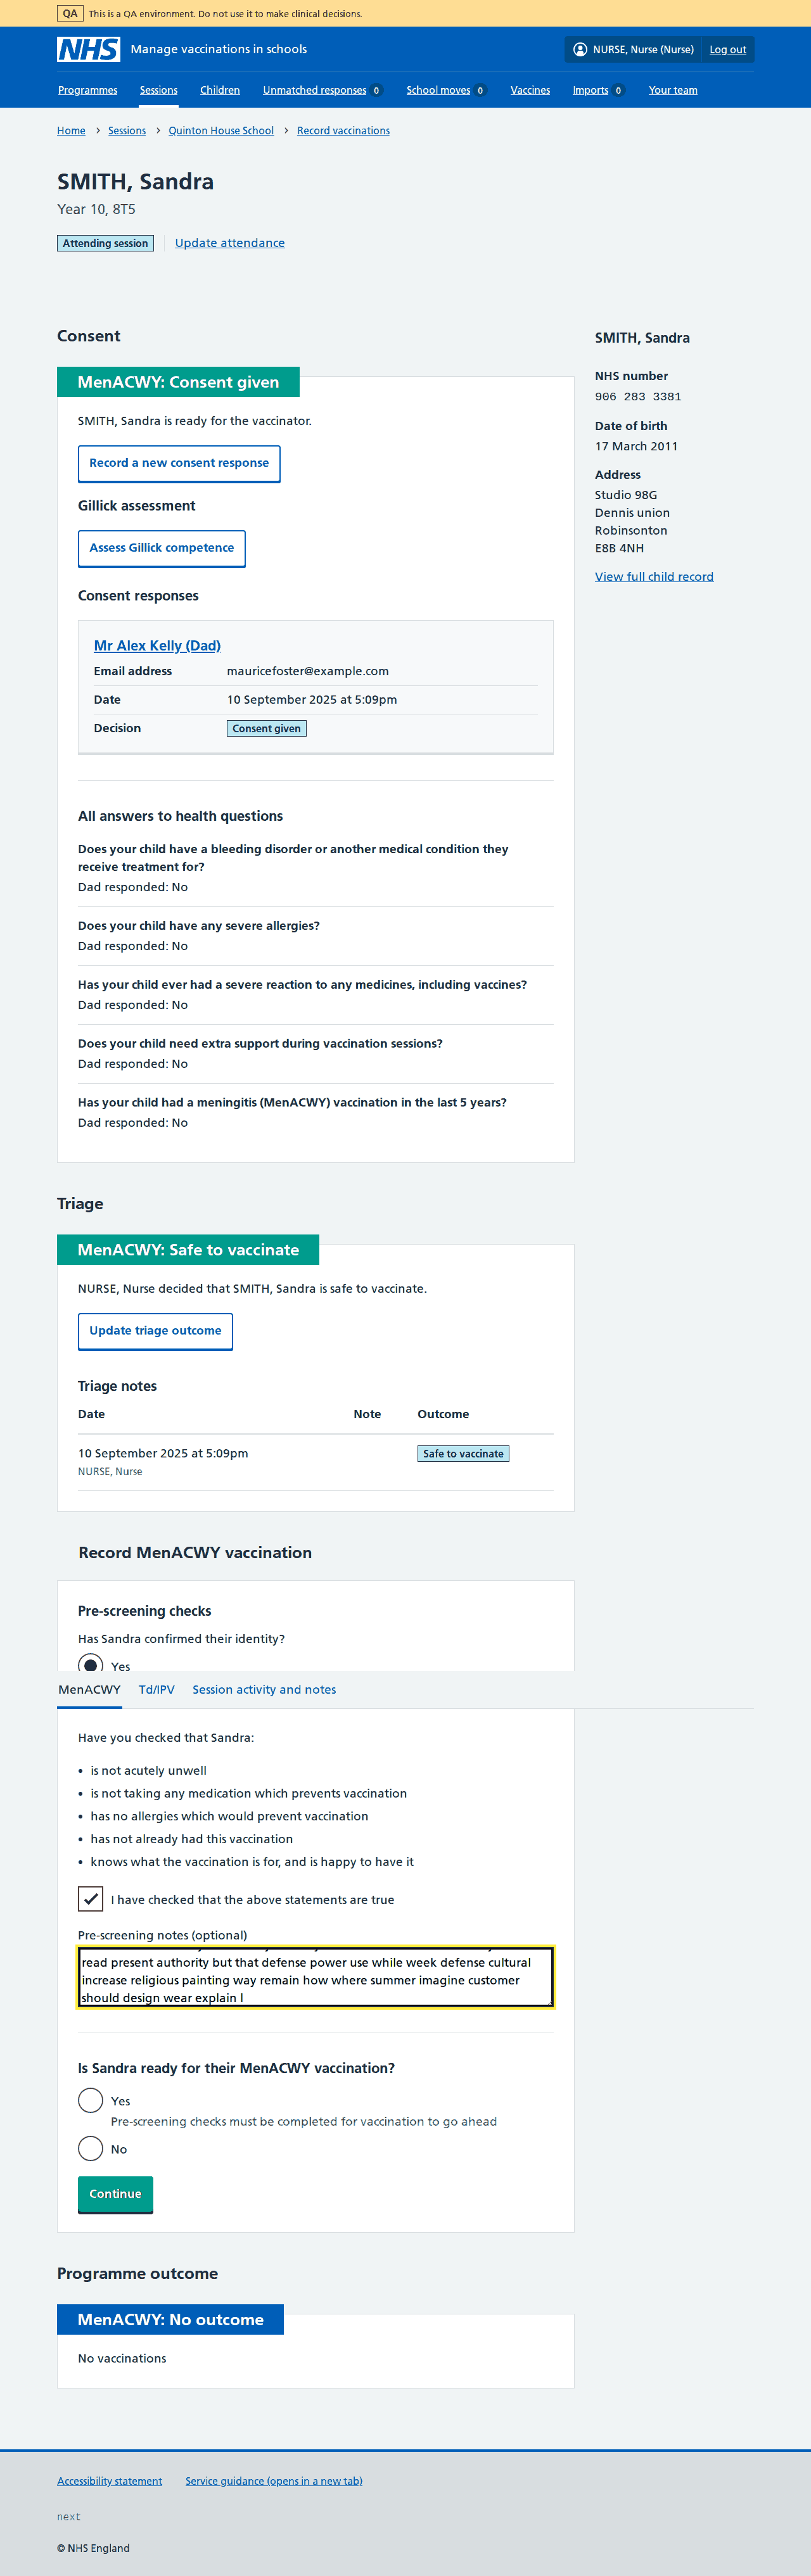 QA This is a QA environment. Do not use it to make clinical decisions.
NHS Manage vaccinations in schools NURSE, Nurse (Nurse) Log out
Programmes Sessions Children Unmatched responses 0 School moves 0 Vaccines Imports 0 Your team
Home > Sessions > Quinton House School > Record vaccinations
SMITH, Sandra
Year 10, 8T5
Attending session Update attendance
Consent
MenACWY: Consent given
SMITH, Sandra is ready for the vaccinator.
Record a new consent response
Gillick assessment
Assess Gillick competence
Consent responses
Mr Alex Kelly (Dad)
Email address mauricefoster@example.com
Date 10 September 2025 at 5:09pm
Decision Consent given
All answers to health questions
Does your child have a bleeding disorder or another medical condition they
receive treatment for?
Dad responded: No
Does your child have any severe allergies?
Dad responded: No
Has your child ever had a severe reaction to any medicines, including vaccines?
Dad responded: No
Does your child need extra support during vaccination sessions?
Dad responded: No
Has your child had a meningitis (MenACWY) vaccination in the last 5 years?
Dad responded: No
SMITH, Sandra
NHS number
906 283 3381
Date of birth
17 March 2011
Address
Studio 98G
Dennis union
Robinsonton
E8B 4NH
View full child record
Triage
MenACWY: Safe to vaccinate
NURSE, Nurse decided that SMITH, Sandra is safe to vaccinate.
Update triage outcome
Triage notes
Date Note Outcome
10 September 2025 at 5:09pm Safe to vaccinate
NURSE, Nurse
Record MenACWY vaccination
Pre-screening checks
Has Sandra confirmed their identity?
Yes
MenACWY Td/IPV Session activity and notes
Have you checked that Sandra:
• is not acutely unwell
• is not taking any medication which prevents vaccination
• has no allergies which would prevent vaccination
• has not already had this vaccination
• knows what the vaccination is for, and is happy to have it
I have checked that the above statements are true
Pre-screening notes (optional)
read present authority but that defense power use while week defense cultural
increase religious painting way remain how where summer imagine customer
should design wear explain l
Is Sandra ready for their MenACWY vaccination?
Yes
Pre-screening checks must be completed for vaccination to go ahead
No
Continue
Programme outcome
MenACWY: No outcome
No vaccinations
Accessibility statement Service guidance (opens in a new tab)
next
© NHS England